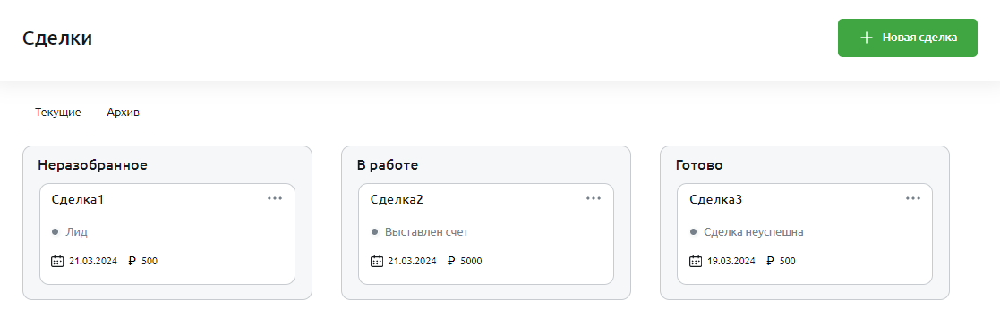 Сделки
Новая сделка
Текущие Архив
Неразобранное
Сделка1
Лид
21.03.2024 ₽ 500
В работе
Сделка2
Выставлен счет
21.03.2024 ₽ 5000
Готово
Сделка3
Сделка неуспешна
19.03.2024 ₽ 500